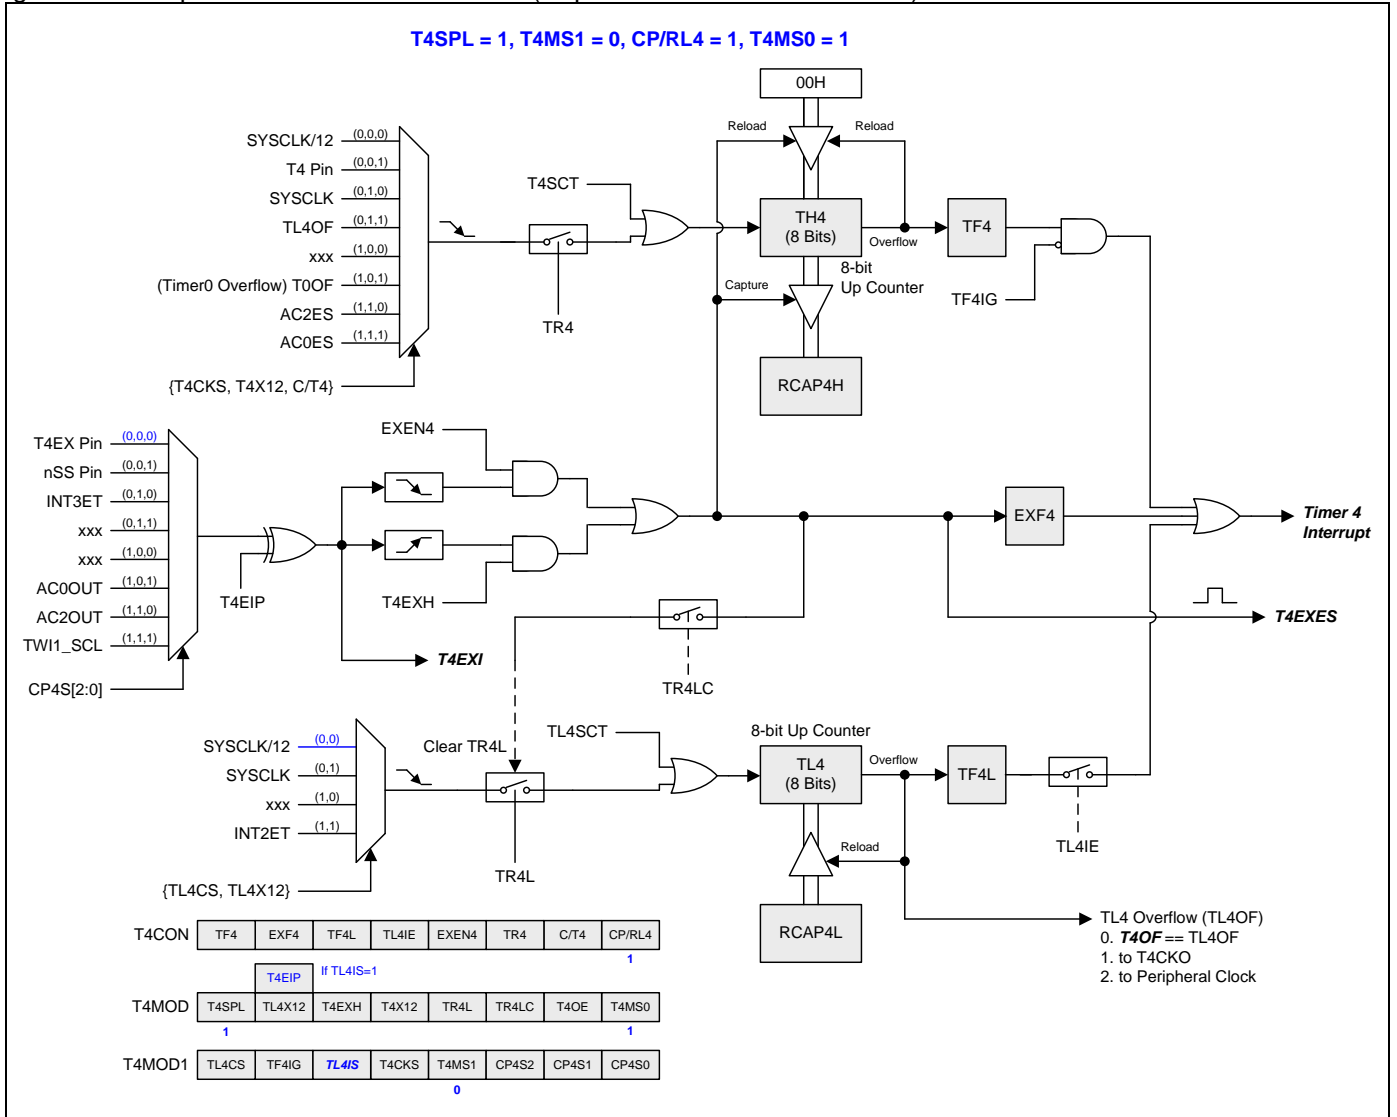 T4SPL = 1, T4MS1 = 0, CP/RL4 = 1, T4MS0 = 1
00H
Reload
Reload
SYSCLK/12 (0,0,0)
T4 Pin (0,0,1)
SYSCLK (0,1,0)
TL4OF (0,1,1)
xxx (1,0,0)
(Timer0 Overflow) T0OF (1,0,1)
AC2ES (1,1,0)
AC0ES (1,1,1)
{T4CKS, T4X12, C/T4}
T4SCT
TR4
TH4
(8 Bits)
Overflow
8-bit
Up Counter
Capture
RCAP4H
TF4
TF4IG
T4EX Pin (0,0,0)
nSS Pin (0,0,1)
INT3ET (0,1,0)
xxx (0,1,1)
xxx (1,0,0)
AC0OUT (1,0,1)
AC2OUT (1,1,0)
TWI1_SCL (1,1,1)
CP4S[2:0]
T4EIP
EXEN4
T4EXH
T4EXI
EXF4
Timer 4
Interrupt
T4EXES
TR4LC
SYSCLK/12 (0,0)
SYSCLK (0,1)
xxx (1,0)
INT2ET (1,1)
{TL4CS, TL4X12}
Clear TR4L
TR4L
TL4SCT
8-bit Up Counter
TL4
(8 Bits)
Overflow
Reload
RCAP4L
TF4L
TL4IE
TL4 Overflow (TL4OF)
0. T4OF == TL4OF
1. to T4CKO
2. to Peripheral Clock
T4CON TF4 EXF4 TF4L TL4IE EXEN4 TR4 C/T4 CP/RL4
1
T4EIP If TL4IS=1
T4MOD T4SPL TL4X12 T4EXH T4X12 TR4L TR4LC T4OE T4MS0
1 1
T4MOD1 TL4CS TF4IG TL4IS T4CKS T4MS1 CP4S2 CP4S1 CP4S0
0